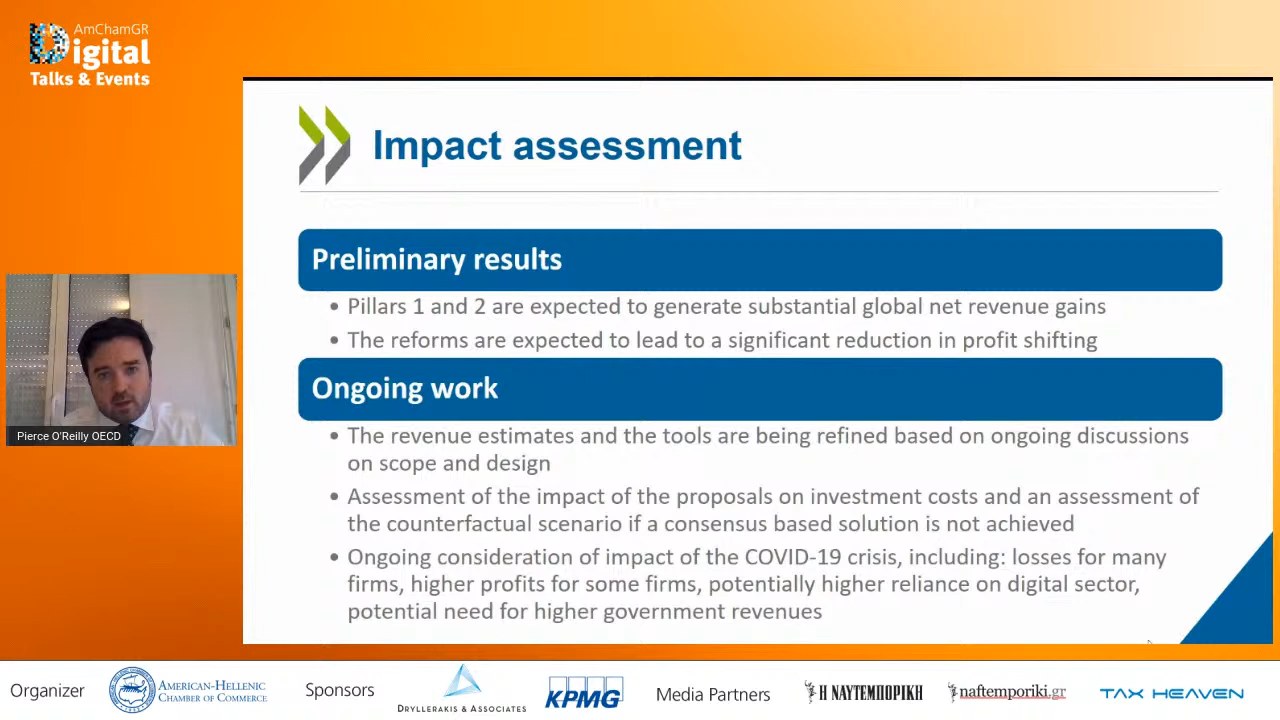 AmChamGR
Digital
Talks & Events
Impact assessment
Preliminary results
• Pillars 1 and 2 are expected to generate substantial global net revenue gains
• The reforms are expected to lead to a significant reduction in profit shifting
Ongoing work
• The revenue estimates and the tools are being refined based on ongoing discussions
on scope and design
• Assessment of the impact of the proposals on investment costs and an assessment of
the counterfactual scenario if a consensus based solution is not achieved
• Ongoing consideration of impact of the COVID-19 crisis, including: losses for many
firms, higher profits for some firms, potentially higher reliance on digital sector,
potential need for higher government revenues
Pierce O'Reilly OECD
Organizer
AMERICAN-HELLENIC
CHAMBER OF COMMERCE
Sponsors
DRYLLERAKIS & ASSOCIATES
KPMG
Media Partners
Η ΝΑΥΤΕΜΠΟΡΙΚΗ
naftemporiki.gr
TAX HEAVEN